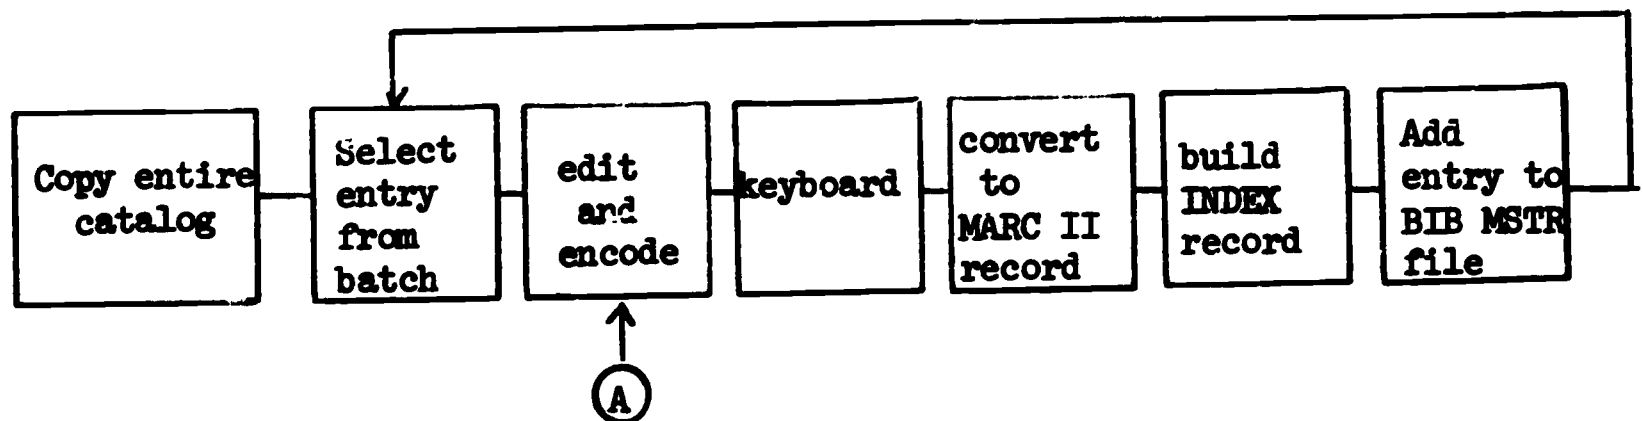 Copy entire
catalog
Select
entry
from
batch
edit
and
encode
keyboard
convert
to
MARC II
record
build
INDEX
record
Add
entry to
BIB MSTR
file
A